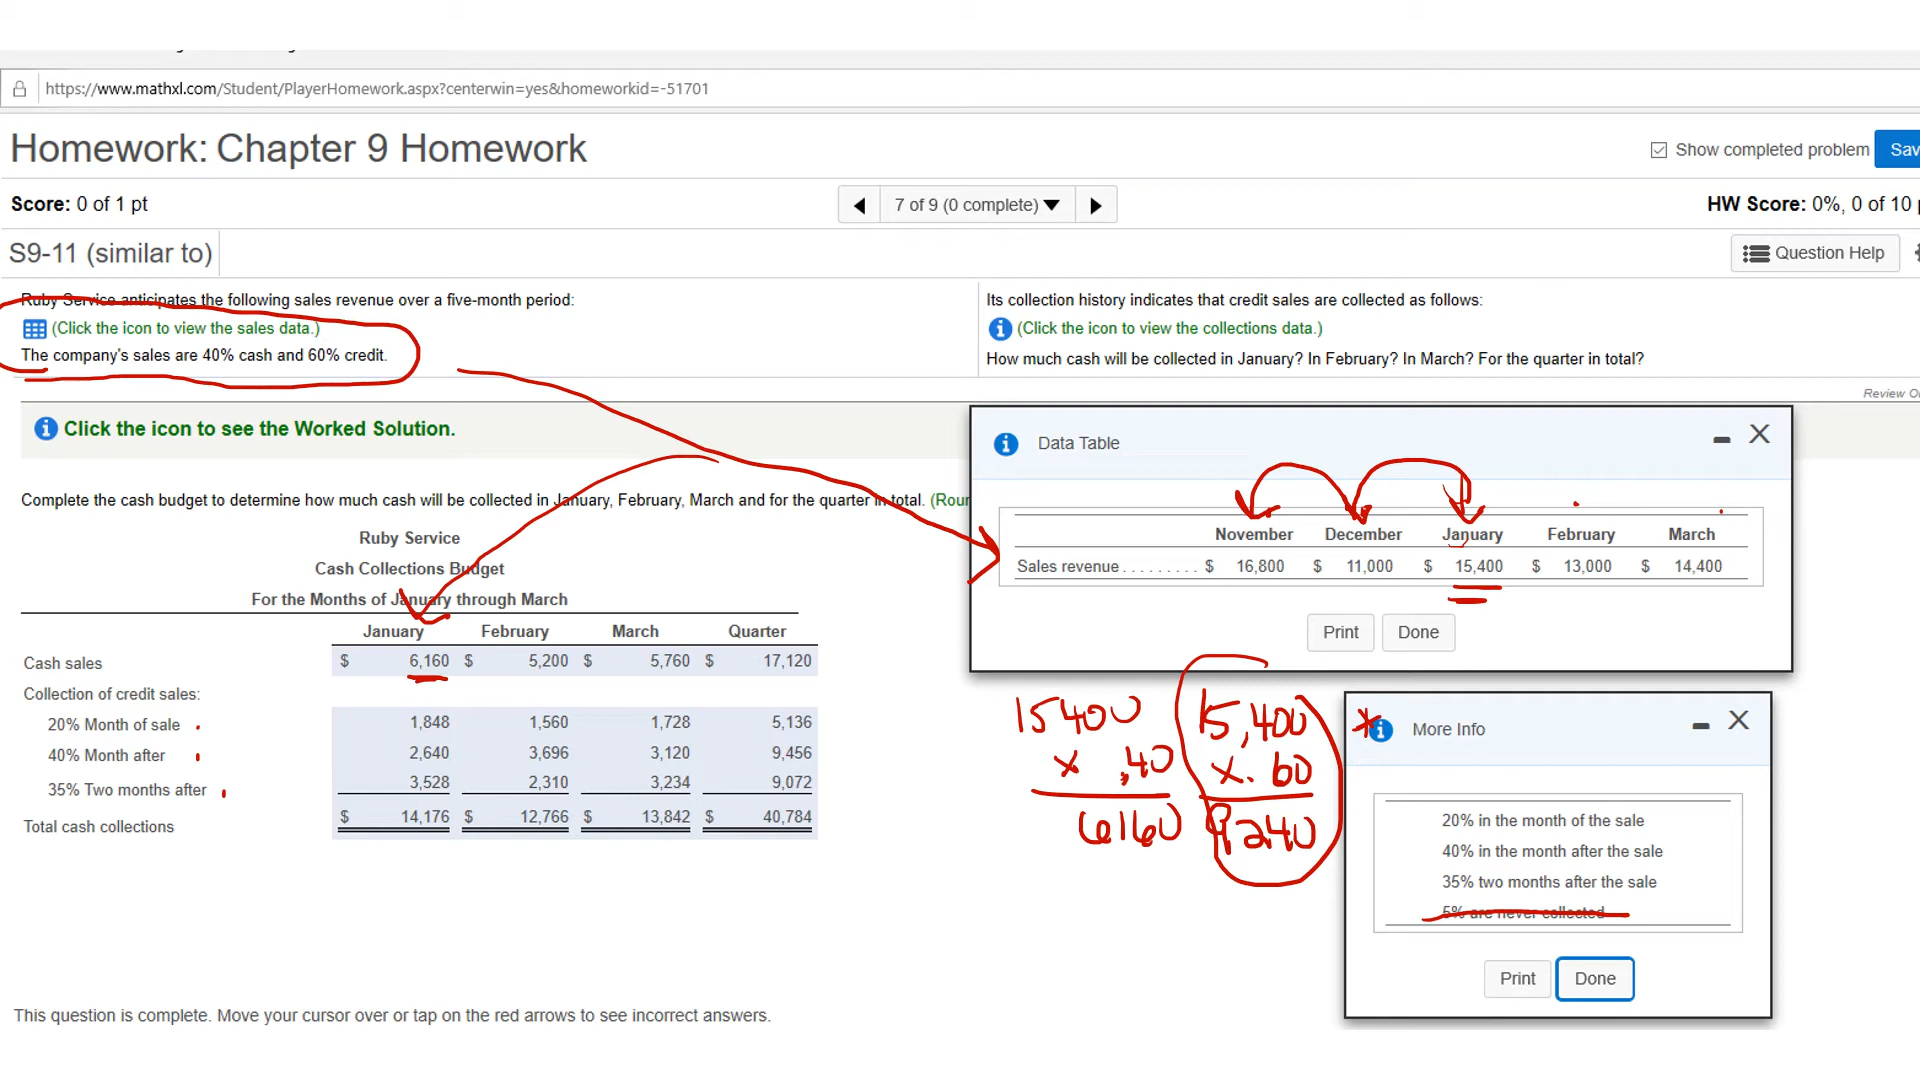 https://www.mathxl.com/Student/PlayerHomework.aspx?centerwin=yes&homeworkid=-51701
Homework: Chapter 9 Homework
Show completed problem
Sav
Score: 0 of 1 pt
7 of 9 (0 complete)
HW Score: 0%, 0 of 10 p
S9-11 (similar to)
Question Help
Ruby Service anticipates the following sales revenue over a five-month period:
(Click the icon to view the sales data.)
The company's sales are 40% cash and 60% credit.
Its collection history indicates that credit sales are collected as follows:
(Click the icon to view the collections data.)
How much cash will be collected in January? In February? In March? For the quarter in total?
Review O
Click the icon to see the Worked Solution.
Complete the cash budget to determine how much cash will be collected in January, February, March and for the quarter in total. (Roun
Ruby Service
Cash Collections Budget
For the Months of January through March
January February March Quarter
Cash sales $ 6,160 $ 5,200 $ 5,760 $ 17,120
Collection of credit sales:
20% Month of sale 1,848 1,560 1,728 5,136
40% Month after 2,640 3,696 3,120 9,456
35% Two months after 3,528 2,310 3,234 9,072
Total cash collections $ 14,176 $ 12,766 $ 13,842 $ 40,784
Data Table
November December January February March
Sales revenue . . . . . . . . . $ 16,800 $ 11,000 $ 15,400 $ 13,000 $ 14,400
Print Done
15400
x .40
6160
15,400
x .60
9240
*
More Info
20% in the month of the sale
40% in the month after the sale
35% two months after the sale
5% are never collected
Print Done
This question is complete. Move your cursor over or tap on the red arrows to see incorrect answers.